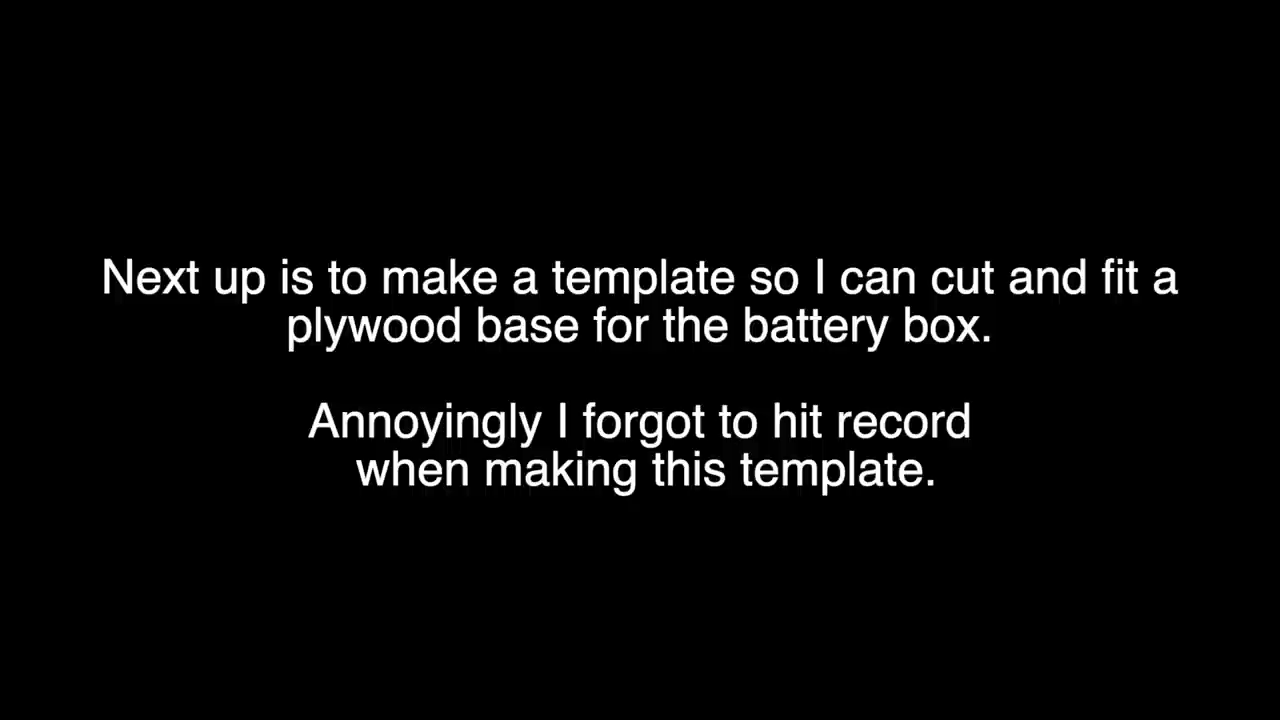 Next up is to make a template so I can cut and fit a
plywood base for the battery box.
Annoyingly I forgot to hit record
when making this template.